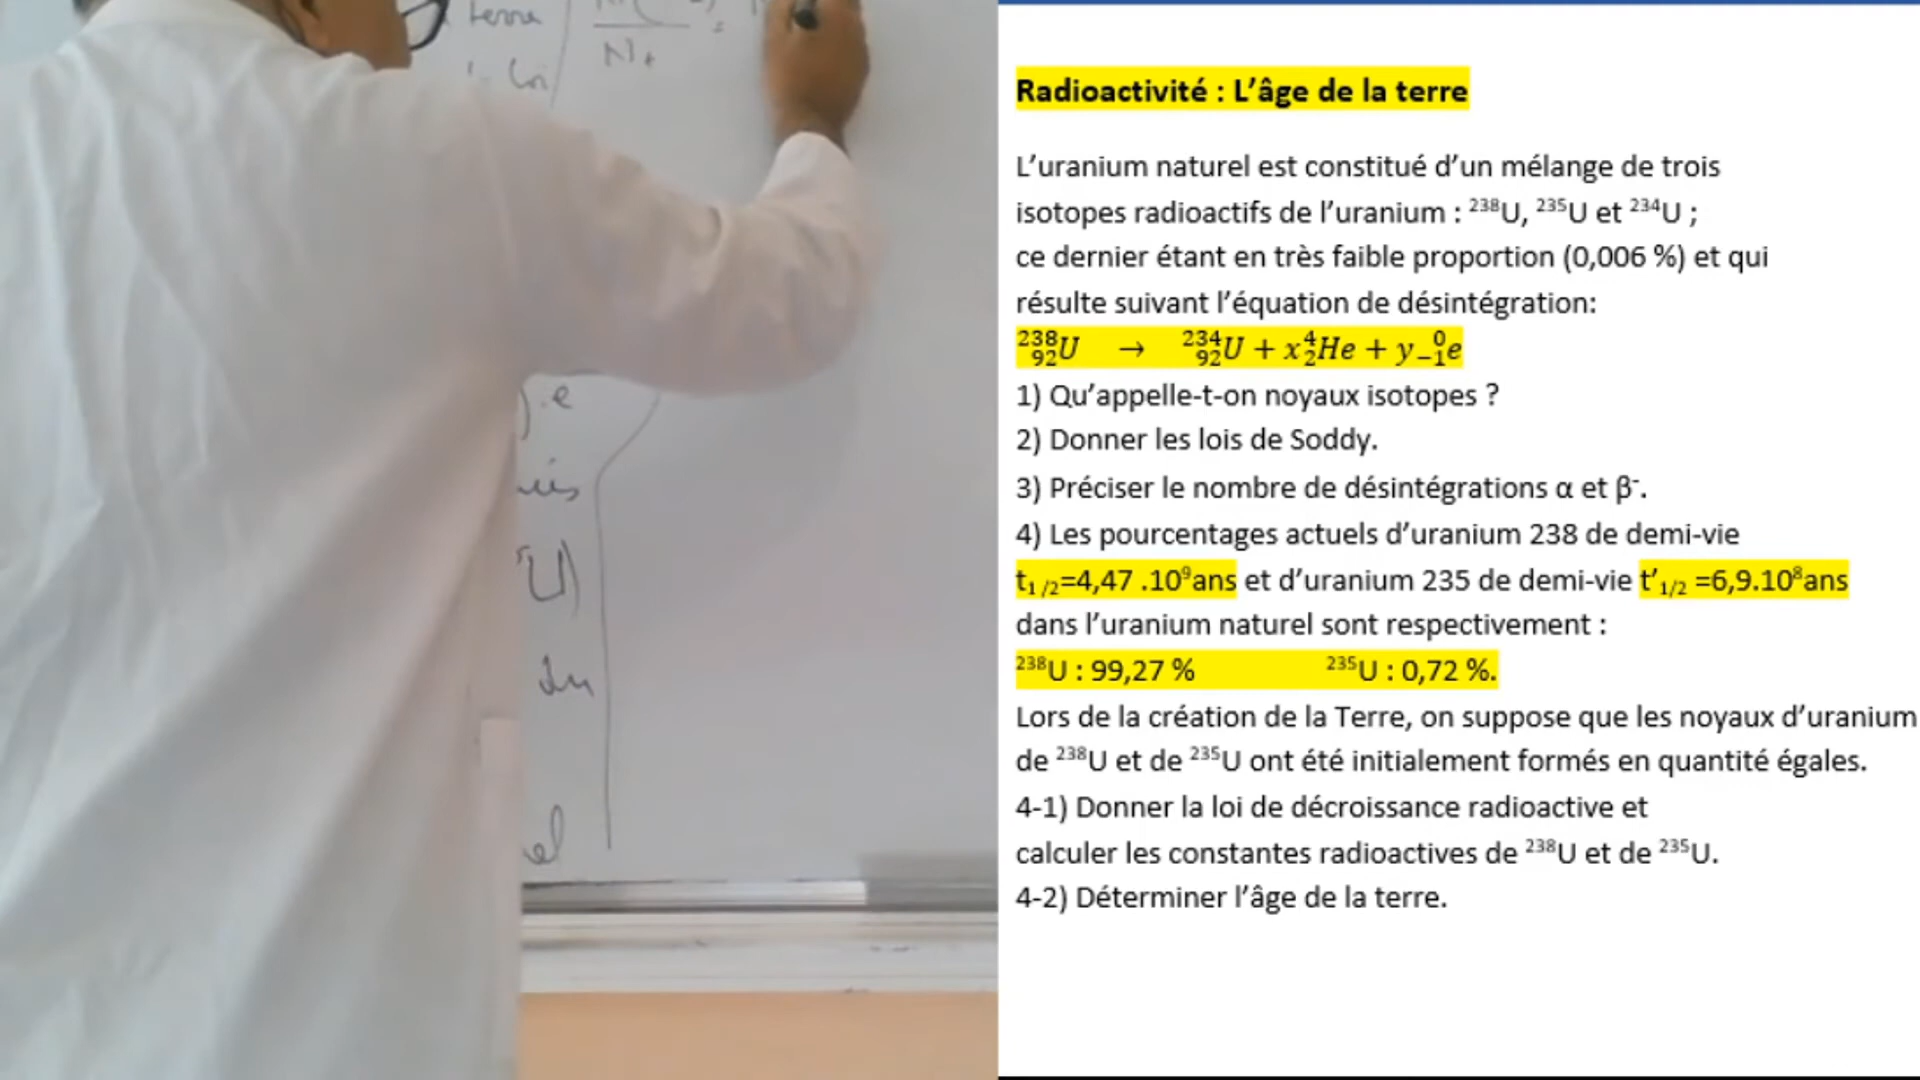 terre
N
Radioactivité : L’âge de la terre
L’uranium naturel est constitué d’un mélange de trois
isotopes radioactifs de l’uranium : ²³⁸U, ²³⁵U et ²³⁴U ;
ce dernier étant en très faible proportion (0,006 %) et qui
résulte suivant l’équation de désintégration:
²³⁸₉₂U → ²³⁴₉₂U + x⁴₂He + y⁰₋₁e
1) Qu’appelle-t-on noyaux isotopes ?
2) Donner les lois de Soddy.
3) Préciser le nombre de désintégrations α et β⁻.
4) Les pourcentages actuels d’uranium 238 de demi-vie
t₁/₂=4,47 .10⁹ans et d’uranium 235 de demi-vie t’₁/₂ =6,9.10⁸ans
dans l’uranium naturel sont respectivement :
²³⁸U : 99,27 % ²³⁵U : 0,72 %.
Lors de la création de la Terre, on suppose que les noyaux d’uranium
de ²³⁸U et de ²³⁵U ont été initialement formés en quantité égales.
4-1) Donner la loi de décroissance radioactive et
calculer les constantes radioactives de ²³⁸U et de ²³⁵U.
4-2) Déterminer l’âge de la terre.